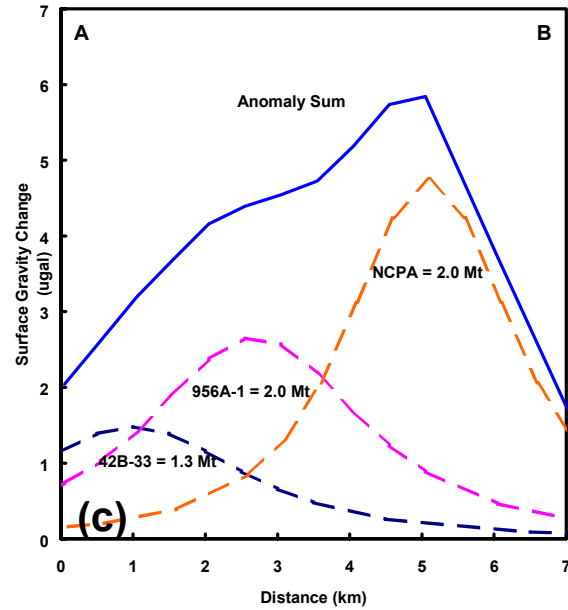 7
A
B
6
Anomaly Sum
5
4
Surface Gravity Change
(ugal)
NCPA = 2.0 Mt
3
2
956A-1 = 2.0 Mt
1
42B-33 = 1.3 Mt
(c)
0
0 1 2 3 4 5 6 7
Distance (km)